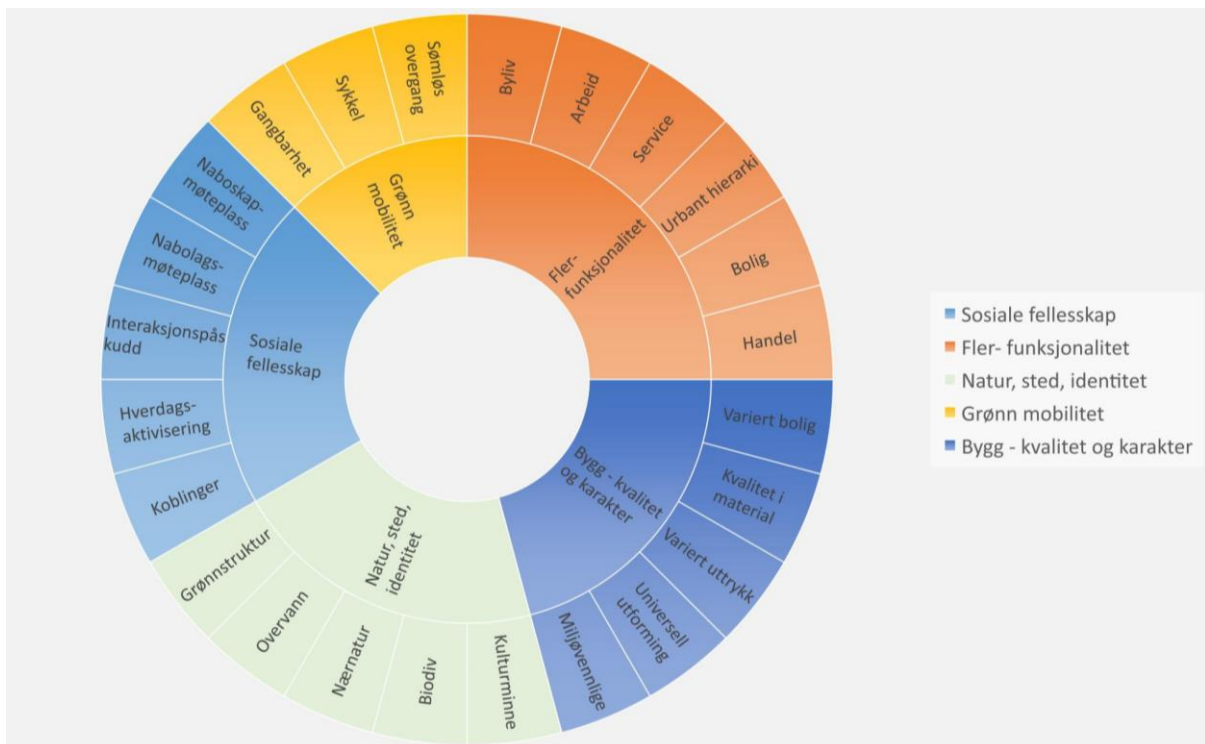 Byliv
Arbeid
Service
Urbant hierarki
Bolig
Handel
Fler-
funksjonalitet
Variert bolig
Kvalitet i
material
Variert uttrykk
Universell
utforming
Miljøvennlige
Bygg - kvalitet
og karakter
Kulturminne
Biodiv
Nærnatur
Overvann
Grønnstruktur
Natur, sted,
identitet
Koblinger
Hverdags-
aktivisering
Interaksjonspås
kudd
Nabolags-
møteplass
Naboskap-
møteplass
Sosiale
fellesskap
Gangbarhet
Sykkel
Sømløs
overgang
Grønn
mobilitet
Sosiale fellesskap
Fler- funksjonalitet
Natur, sted, identitet
Grønn mobilitet
Bygg - kvalitet og karakter